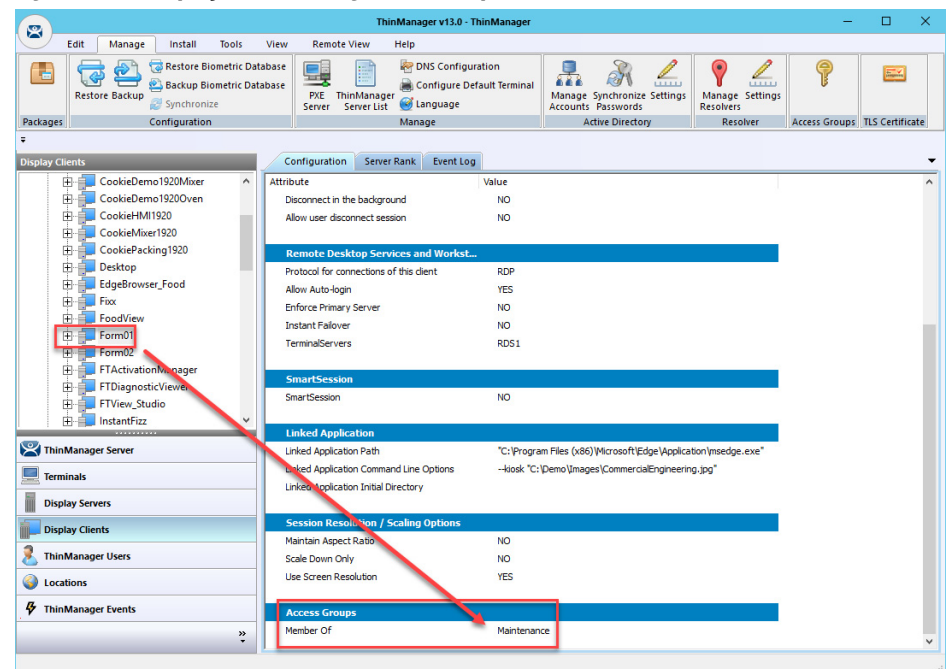 ThinManager v13.0 - ThinManager
Edit Manage Install Tools View Remote View Help
Restore Backup
Restore Biometric Database
Backup Biometric Database
Synchronize
PXE Server
ThinManager Server List
DNS Configuration
Configure Default Terminal
Language
Manage Accounts
Synchronize Passwords
Settings
Manage Resolvers
Settings
Packages Configuration Manage Active Directory Resolver Access Groups TLS Certificate
Display Clients
CookieDemo1920Mixer
CookieDemo1920Oven
CookieHMI1920
CookieMixer1920
CookiePacking1920
Desktop
EdgeBrowser_Food
Fixx
FoodView
Form01
Form02
FTActivationManager
FTDiagnosticViewer
FTView_Studio
InstantFizz
ThinManager Server
Terminals
Display Servers
Display Clients
ThinManager Users
Locations
ThinManager Events
Configuration Server Rank Event Log
Attribute Value
Disconnect in the background NO
Allow user disconnect session NO
Remote Desktop Services and Workst...
Protocol for connections of this client RDP
Allow Auto-login YES
Enforce Primary Server NO
Instant Failover NO
TerminalServers RDS1
SmartSession
SmartSession NO
Linked Application
Linked Application Path "C:\Program Files (x86)\Microsoft\Edge\Application\msedge.exe"
Linked Application Command Line Options --kiosk "C:\Demo\Images\CommercialEngineering.jpg"
Linked Application Initial Directory
Session Resolution / Scaling Options
Maintain Aspect Ratio NO
Scale Down Only NO
Use Screen Resolution YES
Access Groups
Member Of Maintenance